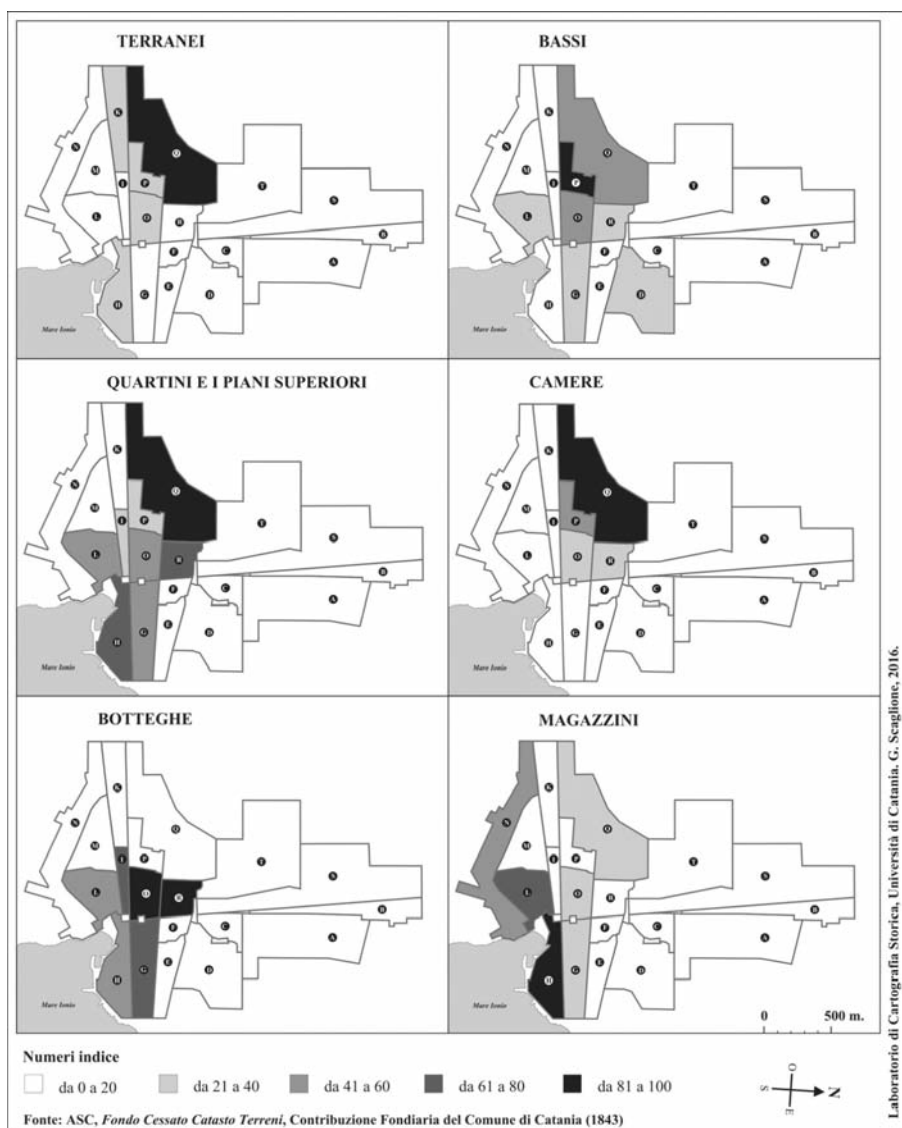 TERRANEI
K
N
Q
M
I
P
T
S
L
O
R
B
F
C
A
E
D
H
G
Mare Ionio
BASSI
K
N
Q
M
I
P
T
S
L
O
R
B
F
C
A
E
D
H
G
Mare Ionio
QUARTINI E I PIANI SUPERIORI
K
N
Q
M
I
P
T
S
L
O
R
B
F
C
A
E
D
H
G
Mare Ionio
CAMERE
K
N
Q
M
I
P
T
S
L
O
R
B
F
C
A
E
D
H
G
Mare Ionio
BOTTEGHE
K
N
Q
M
I
P
T
S
L
O
R
B
F
C
A
E
D
H
G
Mare Ionio
MAGAZZINI
K
N
Q
M
I
P
T
S
L
O
R
B
F
C
A
E
D
H
G
Mare Ionio
0 500 m.
Laboratorio di Cartografia Storica, Università di Catania. G. Scaglione, 2016.
Numeri indice
da 0 a 20 da 21 a 40 da 41 a 60 da 61 a 80 da 81 a 100
O
S N
E
Fonte: ASC, Fondo Cessato Catasto Terreni, Contribuzione Fondiaria del Comune di Catania (1843)